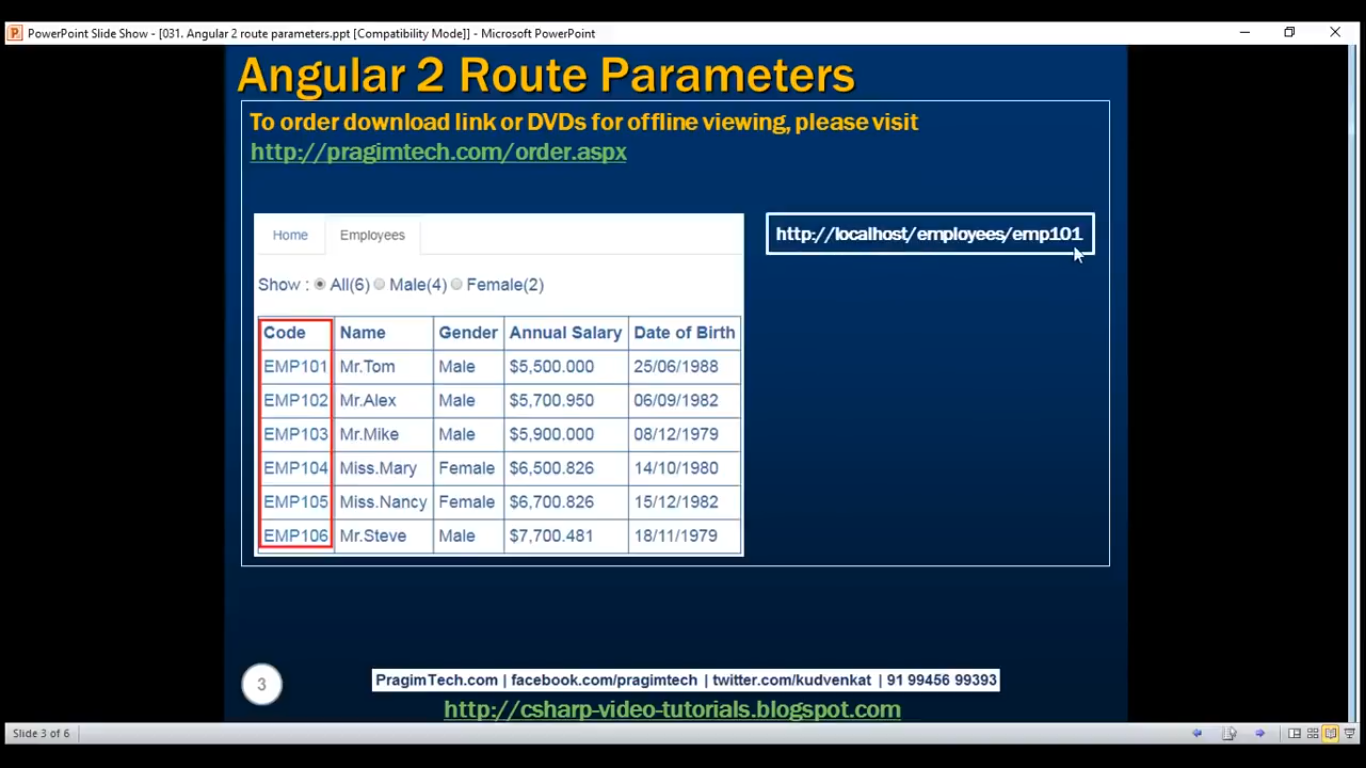 PowerPoint Slide Show - [031. Angular 2 route parameters.ppt [Compatibility Mode]] - Microsoft PowerPoint
Angular 2 Route Parameters
To order download link or DVDs for offline viewing, please visit
http://pragimtech.com/order.aspx
Home Employees
http://localhost/employees/emp101
Show : All(6) Male(4) Female(2)
Code Name Gender Annual Salary Date of Birth
EMP101 Mr.Tom Male $5,500.000 25/06/1988
EMP102 Mr.Alex Male $5,700.950 06/09/1982
EMP103 Mr.Mike Male $5,900.000 08/12/1979
EMP104 Miss.Mary Female $6,500.826 14/10/1980
EMP105 Miss.Nancy Female $6,700.826 15/12/1982
EMP106 Mr.Steve Male $7,700.481 18/11/1979
3
PragimTech.com | facebook.com/pragimtech | twitter.com/kudvenkat | 91 99456 99393
http://csharp-video-tutorials.blogspot.com
Slide 3 of 6